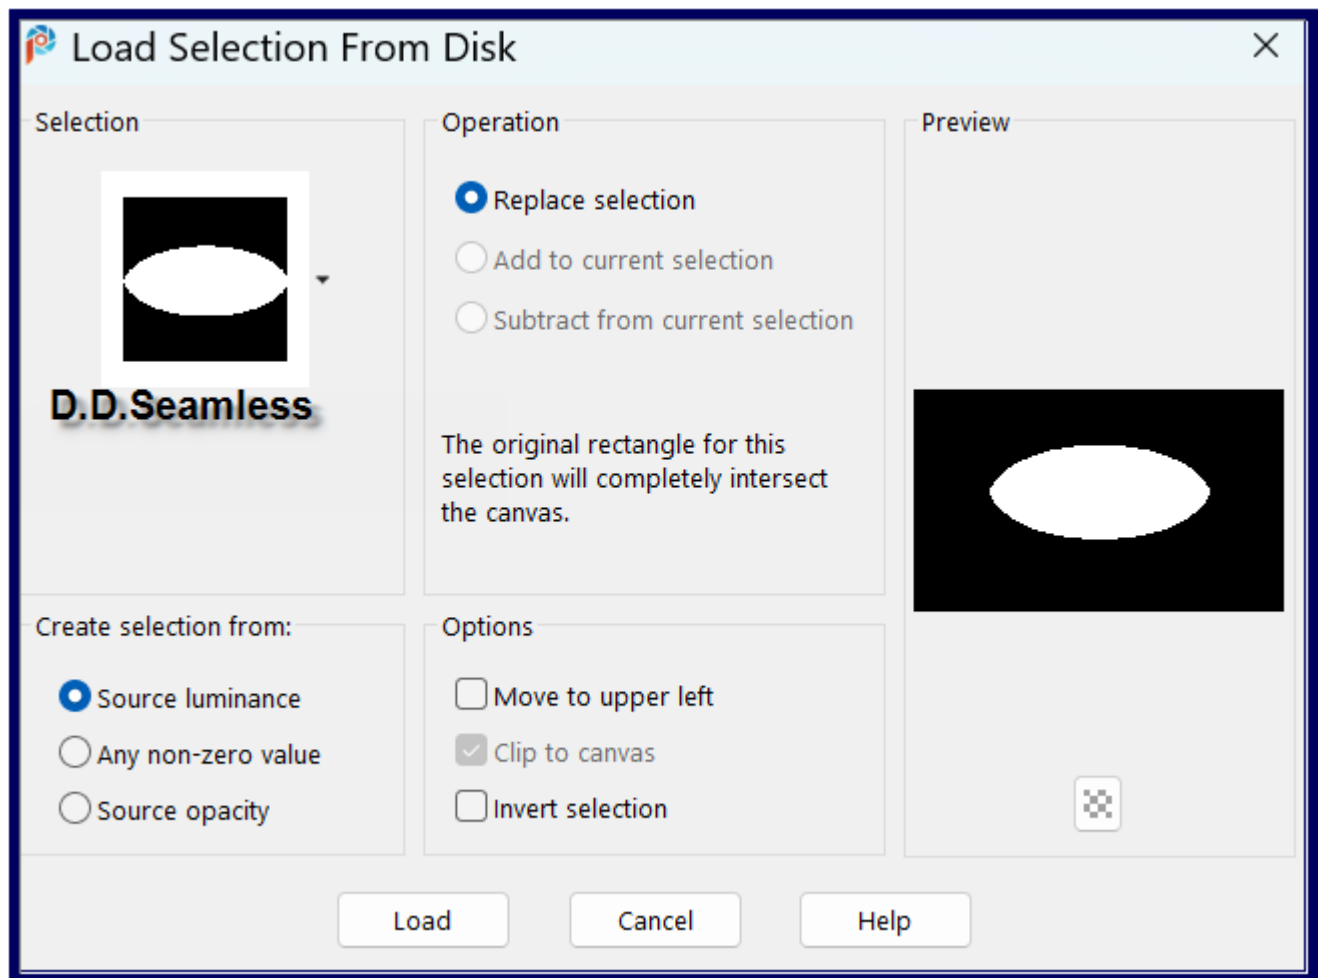 Load Selection From Disk
Selection
D.D.Seamless
Operation
Replace selection
Add to current selection
Subtract from current selection
The original rectangle for this
selection will completely intersect
the canvas.
Preview
Create selection from:
Source luminance
Any non-zero value
Source opacity
Options
Move to upper left
Clip to canvas
Invert selection
Load
Cancel
Help